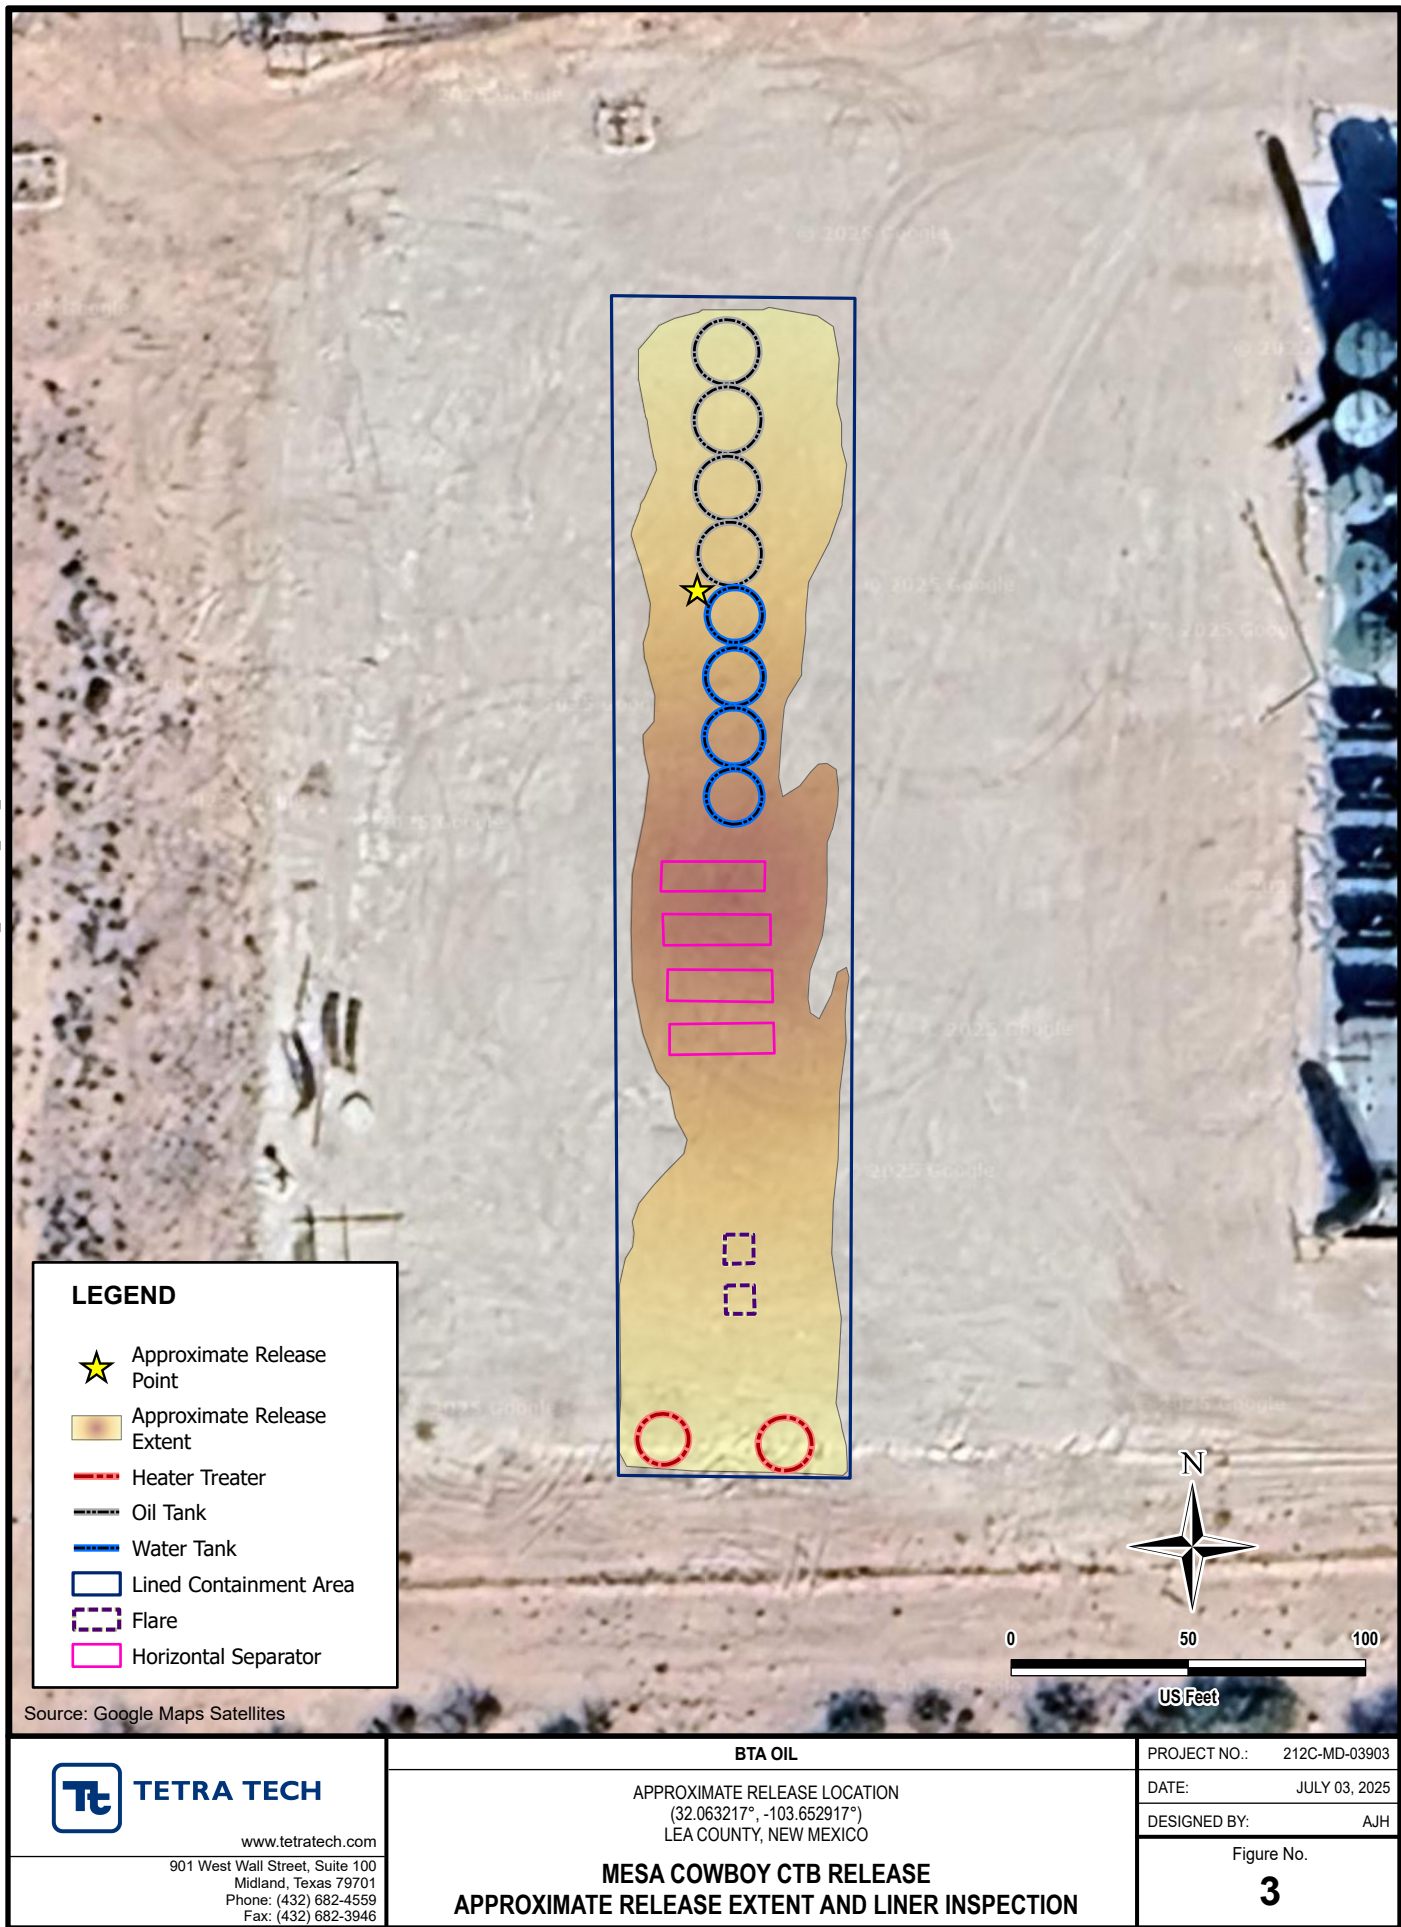 © 2025 Google
LEGEND
Approximate Release
Point
Approximate Release
Extent
Heater Treater
Oil Tank
Water Tank
Lined Containment Area
Flare
Horizontal Separator
N
0 50 100
US Feet
Source: Google Maps Satellites
Tt TETRA TECH
www.tetratech.com
901 West Wall Street, Suite 100
Midland, Texas 79701
Phone: (432) 682-4559
Fax: (432) 682-3946
BTA OIL
APPROXIMATE RELEASE LOCATION
(32.063217°, -103.652917°)
LEA COUNTY, NEW MEXICO
MESA COWBOY CTB RELEASE
APPROXIMATE RELEASE EXTENT AND LINER INSPECTION
PROJECT NO.: 212C-MD-03903
DATE: JULY 03, 2025
DESIGNED BY: AJH
Figure No.
3